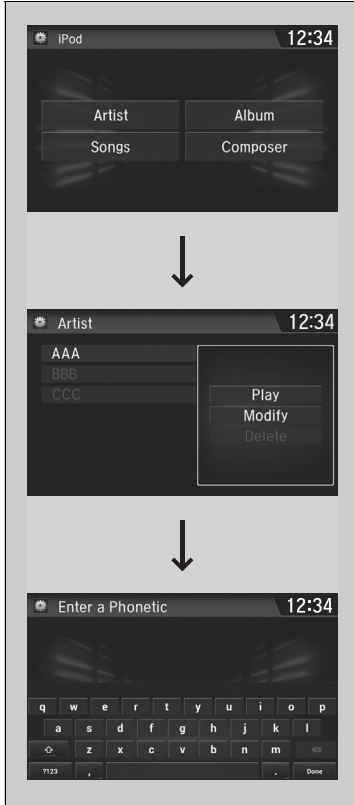 iPod 12:34
Artist Album
Songs Composer
Artist 12:34
AAA
BBB
CCC
Play
Modify
Delete
Enter a Phonetic 12:34
q w e r t y u i o p
a s d f g h j k l
z x c v b n m
?123 , . Done